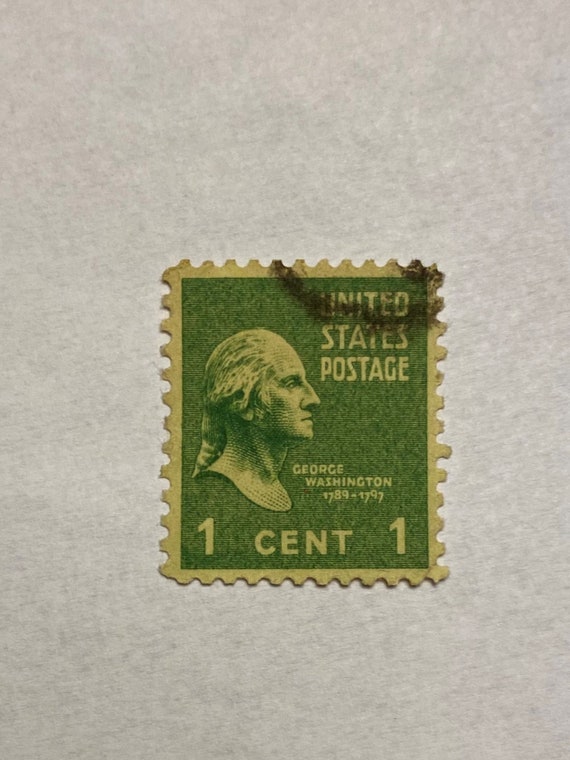 UNITED
STATES
POSTAGE
GEORGE
WASHINGTON
1789-1797
1 CENT 1